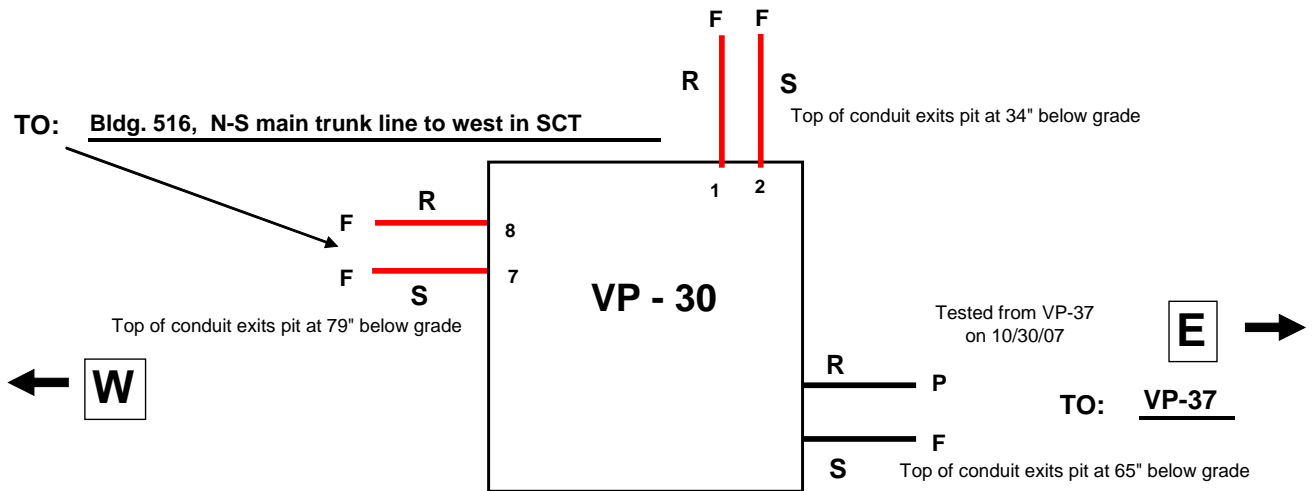 F F
R S
Top of conduit exits pit at 34" below grade
TO: Bldg. 516, N-S main trunk line to west in SCT
1 2
R
F 8
F 7
S
VP - 30
Top of conduit exits pit at 79" below grade
Tested from VP-37
on 10/30/07
E
W
R P
TO: VP-37
F
S Top of conduit exits pit at 65" below grade